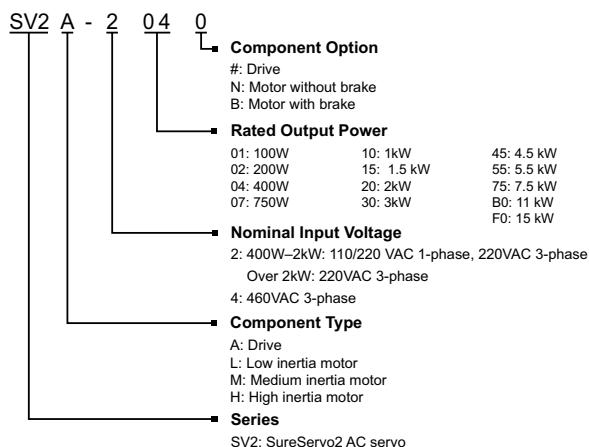 SV2 A - 2 04 0
Component Option
#: Drive
N: Motor without brake
B: Motor with brake
Rated Output Power
01: 100W 10: 1kW 45: 4.5 kW
02: 200W 15: 1.5 kW 55: 5.5 kW
04: 400W 20: 2kW 75: 7.5 kW
07: 750W 30: 3kW B0: 11 kW
F0: 15 kW
Nominal Input Voltage
2: 400W–2kW: 110/220 VAC 1-phase, 220VAC 3-phase
Over 2kW: 220VAC 3-phase
4: 460VAC 3-phase
Component Type
A: Drive
L: Low inertia motor
M: Medium inertia motor
H: High inertia motor
Series
SV2: SureServo2 AC servo